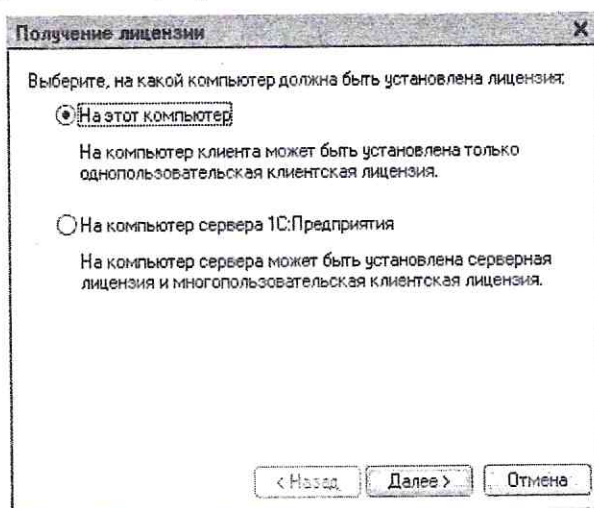 Получение лицензии
Выберите, на какой компьютер должна быть установлена лицензия:
На этот компьютер
На компьютер клиента может быть установлена только
однопользовательская клиентская лицензия.
На компьютер сервера 1С:Предприятия
На компьютер сервера может быть установлена серверная
лицензия и многопользовательская клиентская лицензия.
< Назад Далее > Отмена